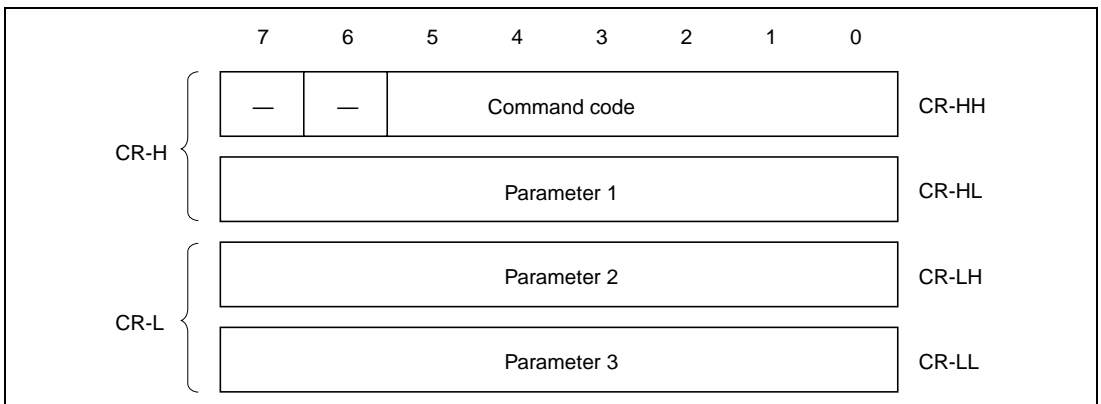 7 6 5 4 3 2 1 0
— — Command code CR-HH
CR-H
Parameter 1 CR-HL
Parameter 2 CR-LH
CR-L
Parameter 3 CR-LL